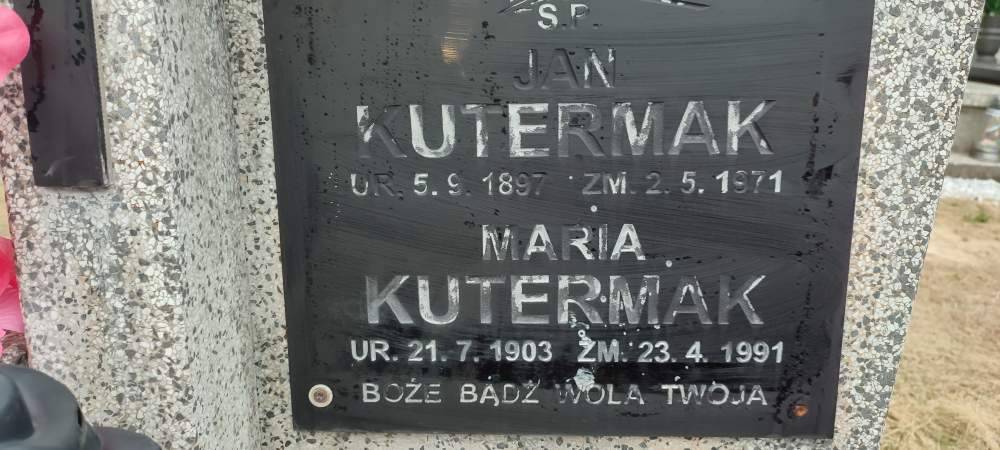 Ś.P.
JAN
KUTERMAK
UR. 5. 9. 1897 ZM. 2. 5. 1971
MARIA
KUTERMAK
UR. 21. 7. 1903 ZM. 23. 4. 1991
BOŻE BĄDŹ WOLA TWOJA